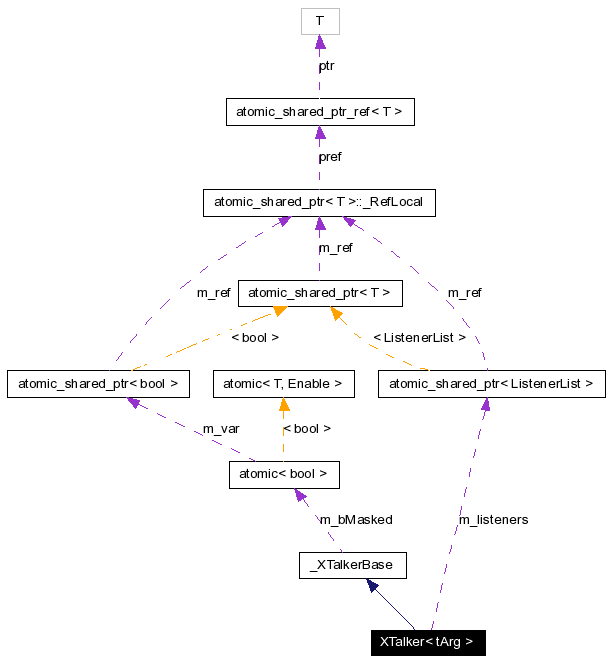 T
ptr
atomic_shared_ptr_ref< T >
pref
atomic_shared_ptr< T >::_RefLocal
m_ref
m_ref
m_ref
atomic_shared_ptr< T >
< bool >
< ListenerList >
atomic_shared_ptr< bool >
atomic< T, Enable >
atomic_shared_ptr< ListenerList >
m_var
< bool >
atomic< bool >
m_bMasked
m_listeners
_XTalkerBase
XTalker< tArg >